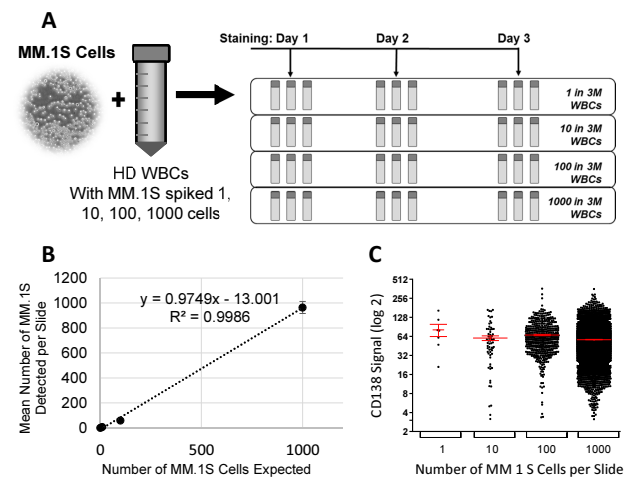 A
MM.1S Cells
+
HD WBCs
With MM.1S spiked 1,
10, 100, 1000 cells
Staining: Day 1 Day 2 Day 3
1 in 3M
WBCs
10 in 3M
WBCs
100 in 3M
WBCs
1000 in 3M
WBCs
B
Mean Number of MM.1S
Detected per Slide
1200
1000
800
600
400
200
0
y = 0.9749x - 13.001
R² = 0.9986
0 500 1000
Number of MM.1S Cells Expected
C
CD138 Signal (log 2)
512
256
128
64
32
16
8
4
2
1 10 100 1000
Number of MM 1 S Cells per Slide